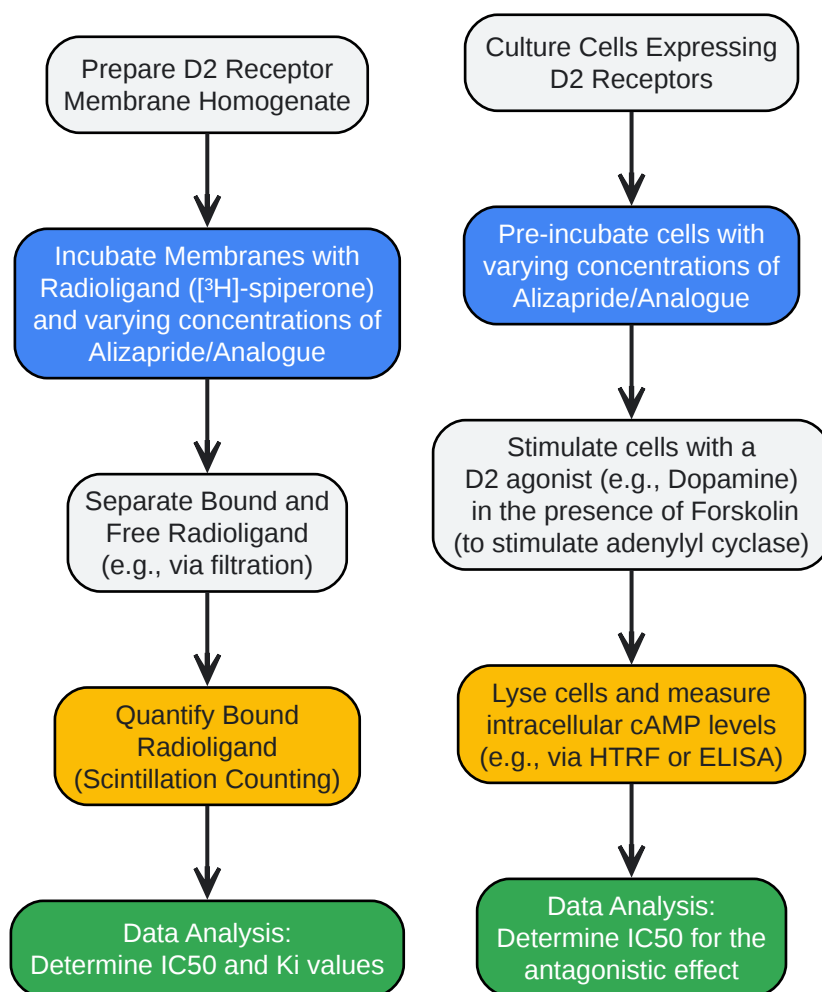 Prepare D2 Receptor
Membrane Homogenate
Incubate Membranes with
Radioligand ([³H]-spiperone)
and varying concentrations of
Alizapride/Analogue
Separate Bound and
Free Radioligand
(e.g., via filtration)
Quantify Bound
Radioligand
(Scintillation Counting)
Data Analysis:
Determine IC50 and Ki values
Culture Cells Expressing
D2 Receptors
Pre-incubate cells with
varying concentrations of
Alizapride/Analogue
Stimulate cells with a
D2 agonist (e.g., Dopamine)
in the presence of Forskolin
(to stimulate adenylyl cyclase)
Lyse cells and measure
intracellular cAMP levels
(e.g., via HTRF or ELISA)
Data Analysis:
Determine IC50 for the
antagonistic effect